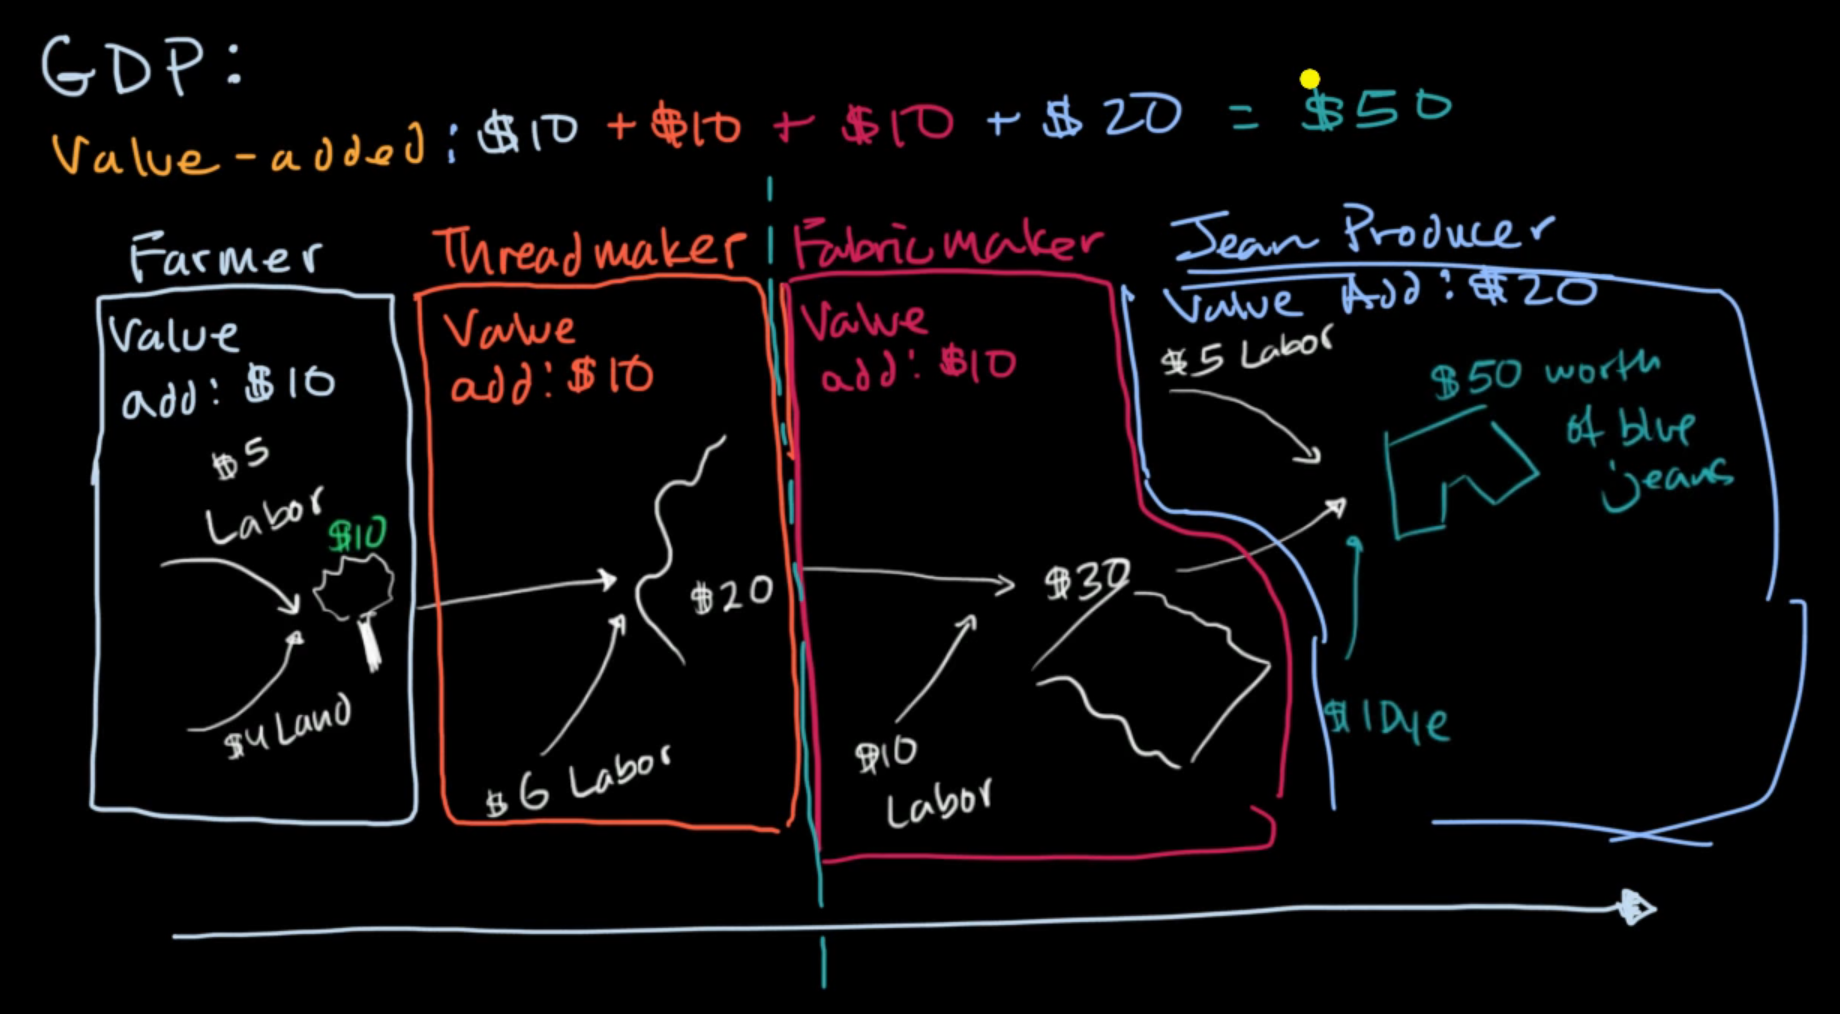 GDP:
Value-added: $10 + $10 + $10 + $20 = $50
Farmer
Value
add: $10
$5
Labor
$10
$4 Land
Thread maker
Value
add: $10
$20
$6 Labor
Fabric maker
Value
add: $10
$30
$10
Labor
Jean Producer
Value Add: $20
$5 Labor
$50 worth
of blue
jeans
$1 Dye